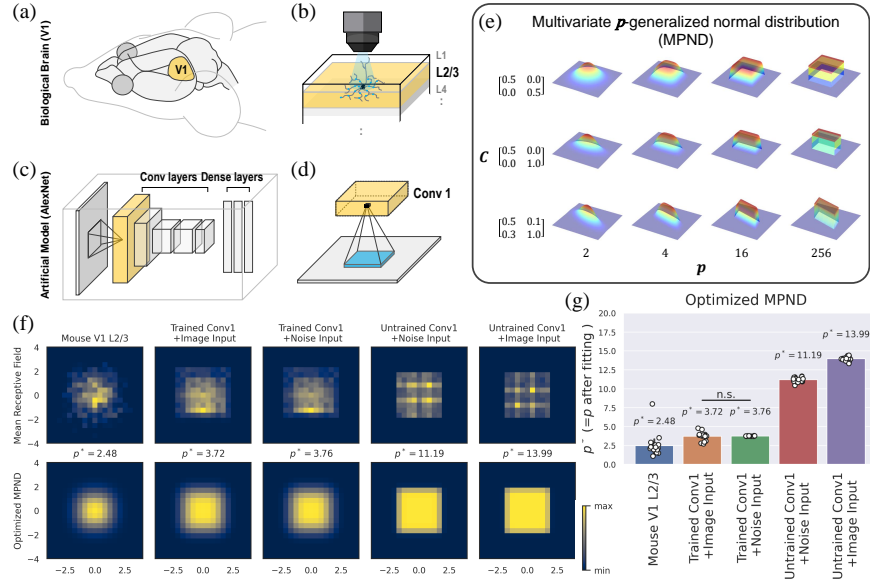 (a)
Biological Brain (V1)
V1
(b)
L1
L2/3
L4
:
:
(c)
Artificial Model (AlexNet)
Conv layers Dense layers
(d)
Conv 1
(e)
Multivariate p-generalized normal distribution
(MPND)
C
0.5 0.0
0.0 0.5
0.5 0.0
0.0 1.0
0.5 0.1
0.3 1.0
2 4 16 256
p
(f)
Mouse V1 L2/3
Trained Conv1
+Image Input
Trained Conv1
+Noise Input
Untrained Conv1
+Noise Input
Untrained Conv1
+Image Input
Mean Receptive Field
4
2
0
−2
−4
p* = 2.48
p* = 3.72
p* = 3.76
p* = 11.19
p* = 13.99
Optimized MPND
4
2
0
−2
−4
−2.5 0.0 2.5
−2.5 0.0 2.5
−2.5 0.0 2.5
−2.5 0.0 2.5
−2.5 0.0 2.5
max
min
(g)
Optimized MPND
(=p after fitting )
20.0
17.5
15.0
12.5
10.0
7.5
5.0
2.5
0.0
p* = 2.48
n.s.
p* = 3.72
p* = 3.76
p* = 11.19
p* = 13.99
Mouse V1 L2/3
Trained Conv1
+Image Input
Trained Conv1
+Noise Input
Untrained Conv1
+Noise Input
Untrained Conv1
+Image Input